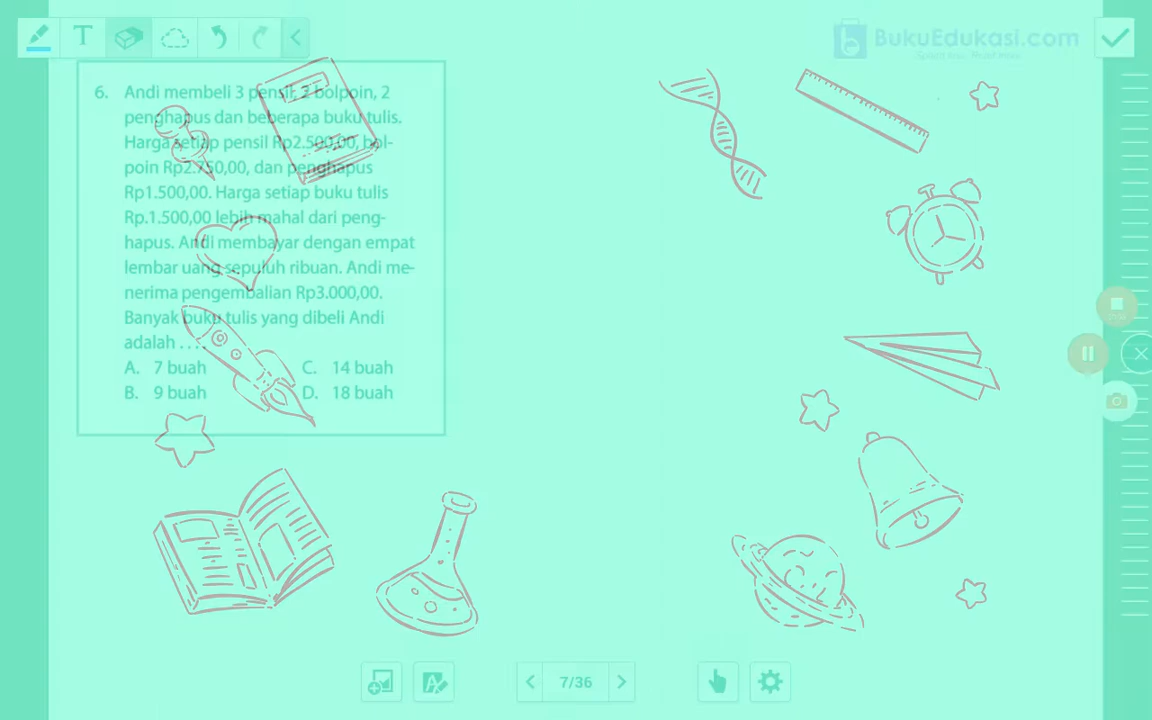 BukuEdukasi.com
T
6. Andi membeli 3 pensil, 3 bolpoin, 2
penghapus dan beberapa buku tulis.
Harga setiap pensil Rp2.500,00, bol-
poin Rp2.750,00, dan penghapus
Rp1.500,00. Harga setiap buku tulis
Rp.1.500,00 lebih mahal dari peng-
hapus. Andi membayar dengan empat
lembar uang sepuluh ribuan. Andi me-
nerima pengembalian Rp3.000,00.
Banyak buku tulis yang dibeli Andi
adalah . . . .
A. 7 buah C. 14 buah
B. 9 buah D. 18 buah
7/36